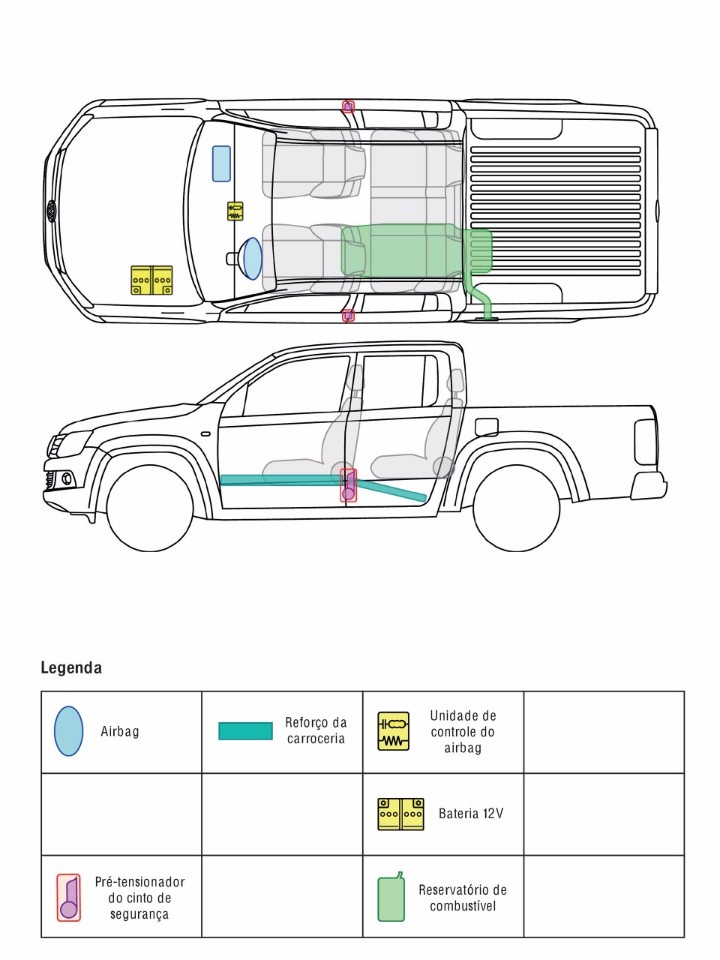 Legenda
Airbag
Reforço da
carroceria
Unidade de
controle do
airbag
Bateria 12V
Pré-tensionador
do cinto de
segurança
Reservatório de
combustível